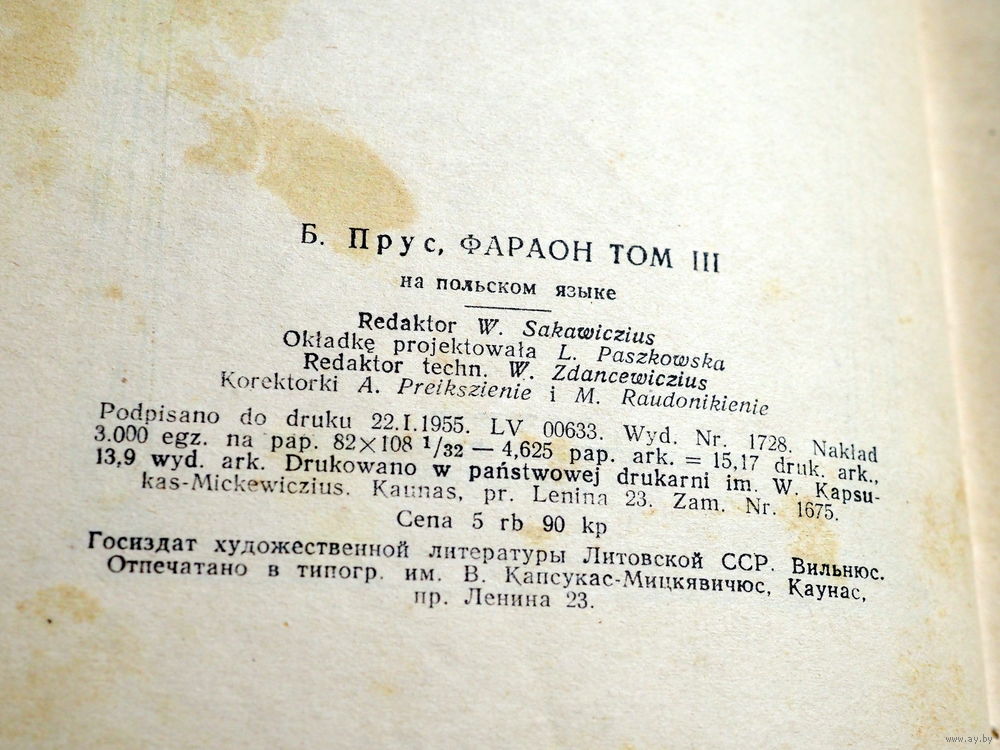 Б. Прус, ФАРАОН ТОМ III
на польском языке
Redaktor W. Sakawiczius
Okładkę projektowała L. Paszkowska
Redaktor techn. W. Zdancewiczius
Korektorki A. Preikszienie i M. Raudonikienie
Podpisano do druku 22.I.1955. LV 00633. Wyd. Nr. 1728. Nakład
3.000 egz. na pap. 82×108 1/32 — 4,625 pap. ark. = 15,17 druk. ark.,
13,9 wyd. ark. Drukowano w państwowej drukarni im. W. Kapsu-
kas-Mickewiczius. Kaunas, pr. Lenina 23. Zam. Nr. 1675.
Cena 5 rb 90 kp
Госиздат художественной литературы Литовской ССР. Вильнюс.
Отпечатано в типогр. им. В. Капсукас-Мицкявичюс, Каунас,
пр. Ленина 23.
www.ay.by